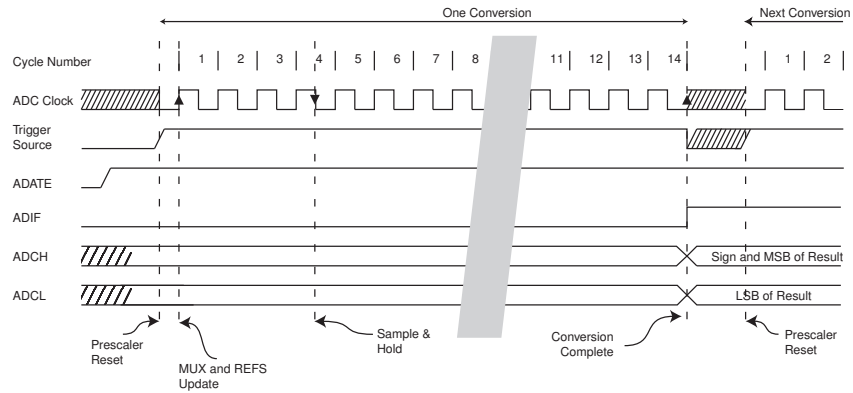 One Conversion
Next Conversion
Cycle Number
1 2 3 4 5 6 7 8 11 12 13 14 1 2
ADC Clock
Trigger
Source
ADATE
ADIF
ADCH
Sign and MSB of Result
ADCL
LSB of Result
Prescaler
Reset
MUX and REFS
Update
Sample &
Hold
Conversion
Complete
Prescaler
Reset